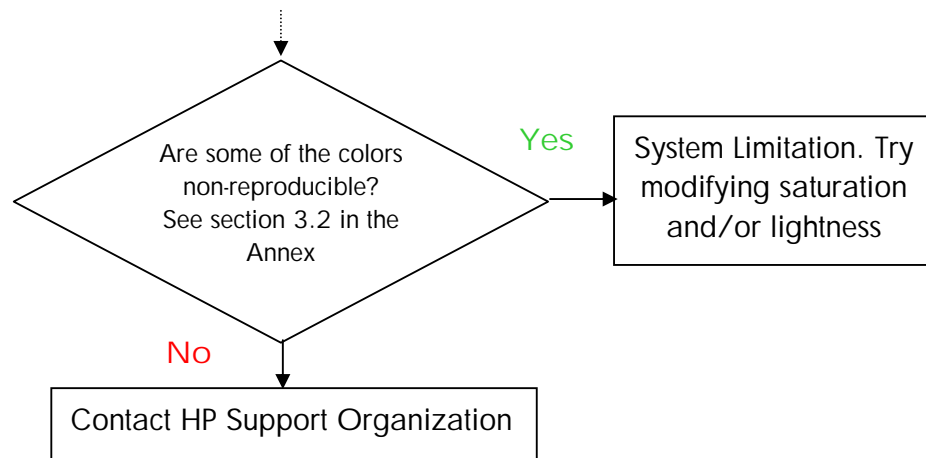 Are some of the colors
non-reproducible?
See section 3.2 in the
Annex
Yes
System Limitation. Try
modifying saturation
and/or lightness
No
Contact HP Support Organization